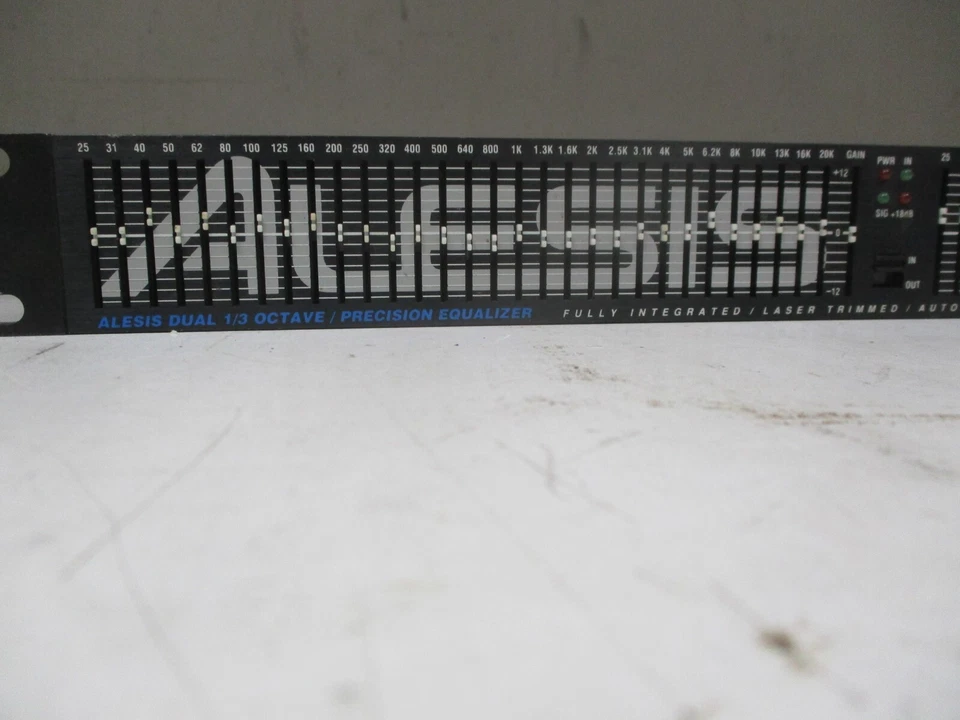 25 31 40 50 62 80 100 125 160 200 250 320 400 500 640 800 1K 1.3K 1.6K 2K 2.5K 3.1K 4K 5K 6.2K 8K 10K 13K 16K 20K GAIN PWR IN 25
+12
ALESIS
SIG +18dB
0
IN
OUT
-12
ALESIS DUAL 1/3 OCTAVE / PRECISION EQUALIZER FULLY INTEGRATED / LASER TRIMMED / AUTO